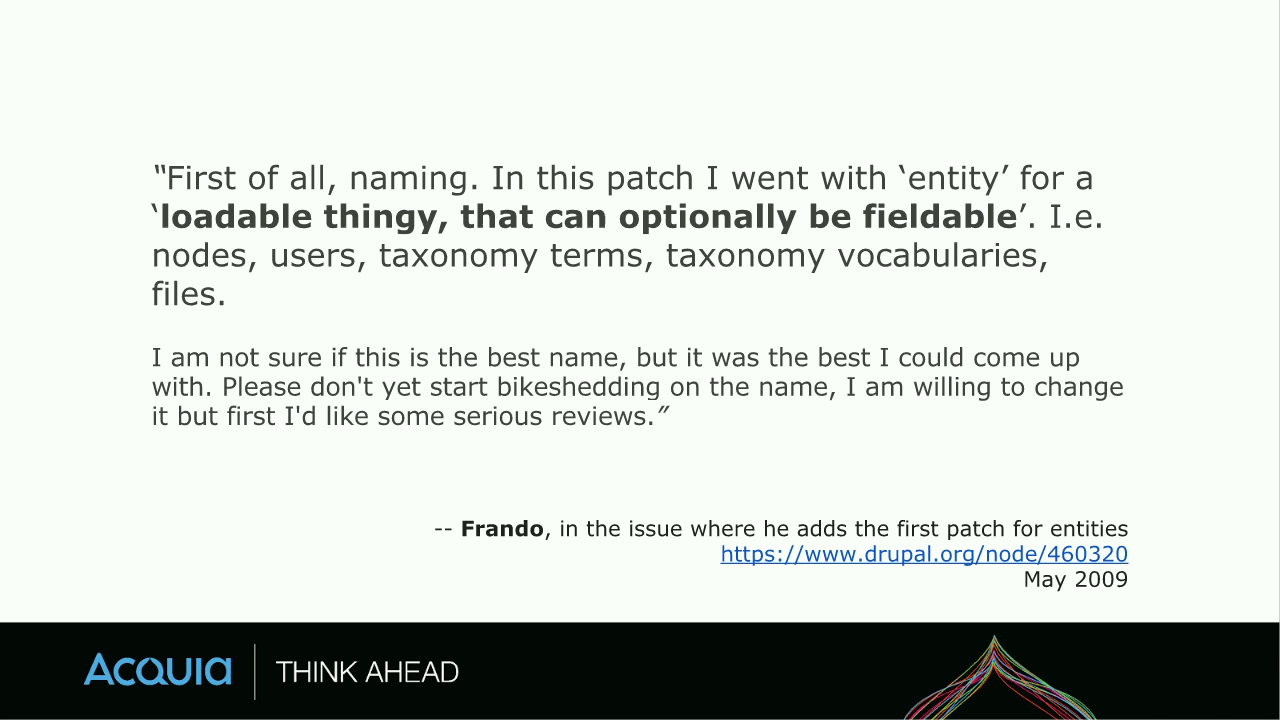 “First of all, naming. In this patch I went with ‘entity’ for a
‘loadable thingy, that can optionally be fieldable’. I.e.
nodes, users, taxonomy terms, taxonomy vocabularies,
files.
I am not sure if this is the best name, but it was the best I could come up
with. Please don't yet start bikeshedding on the name, I am willing to change
it but first I'd like some serious reviews.”
-- Frando, in the issue where he adds the first patch for entities
https://www.drupal.org/node/460320
May 2009
ACQUIA
THINK AHEAD